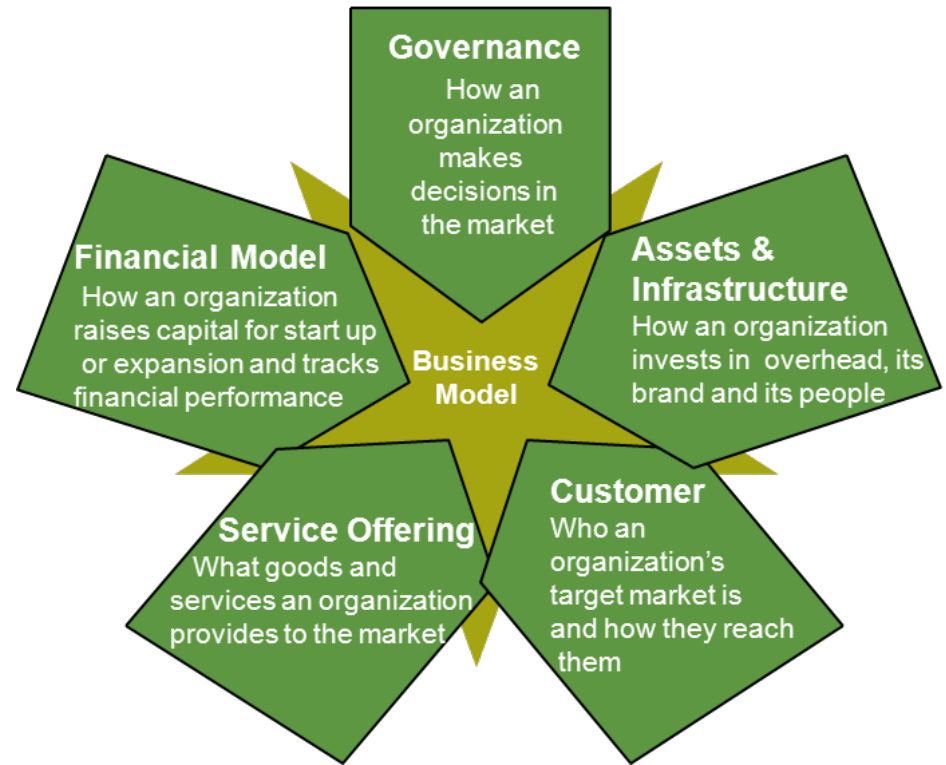 Governance
How an
organization
makes
decisions in
the market
Financial Model
How an organization
raises capital for start up
or expansion and tracks
financial performance
Assets &
Infrastructure
How an organization
invests in overhead, its
brand and its people
Business
Model
Service Offering
What goods and
services an organization
provides to the market
Customer
Who an
organization’s
target market is
and how they reach
them